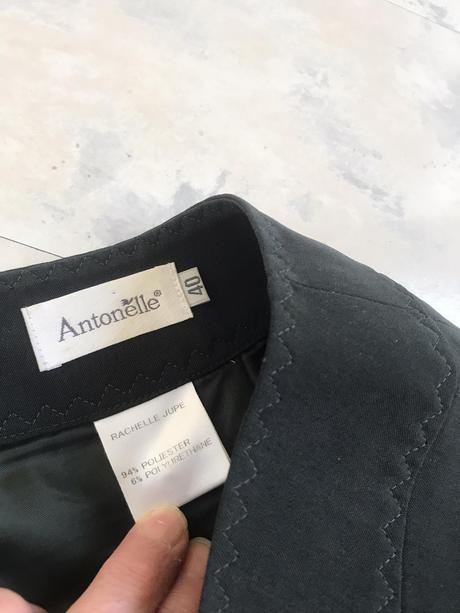 Antonelle®
40
RACHELLE JUPE
94% POLIESTER
6% POLYURETHANE